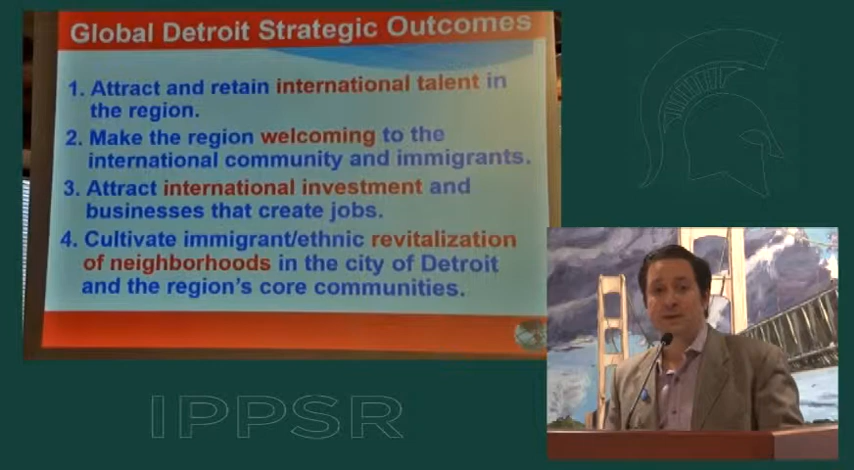 Global Detroit Strategic Outcomes
1. Attract and retain international talent in
the region.
2. Make the region welcoming to the
international community and immigrants.
3. Attract international investment and
businesses that create jobs.
4. Cultivate immigrant/ethnic revitalization
of neighborhoods in the city of Detroit
and the region's core communities.
IPPSR